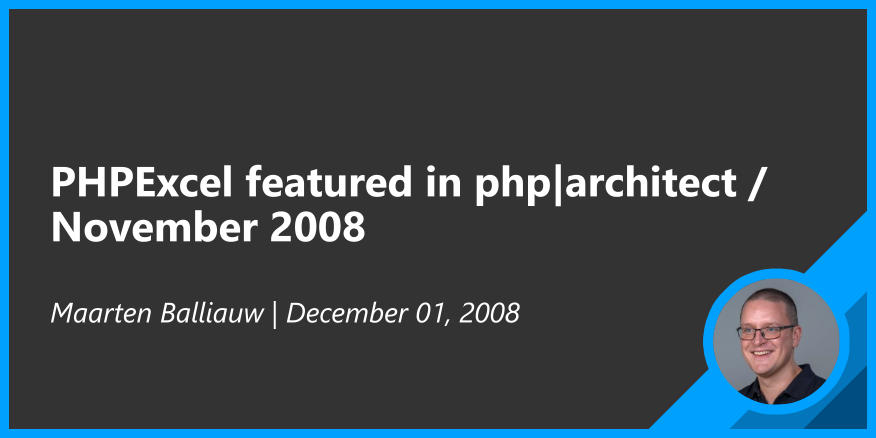 PHPExcel featured in php|architect /
November 2008
Maarten Balliauw | December 01, 2008